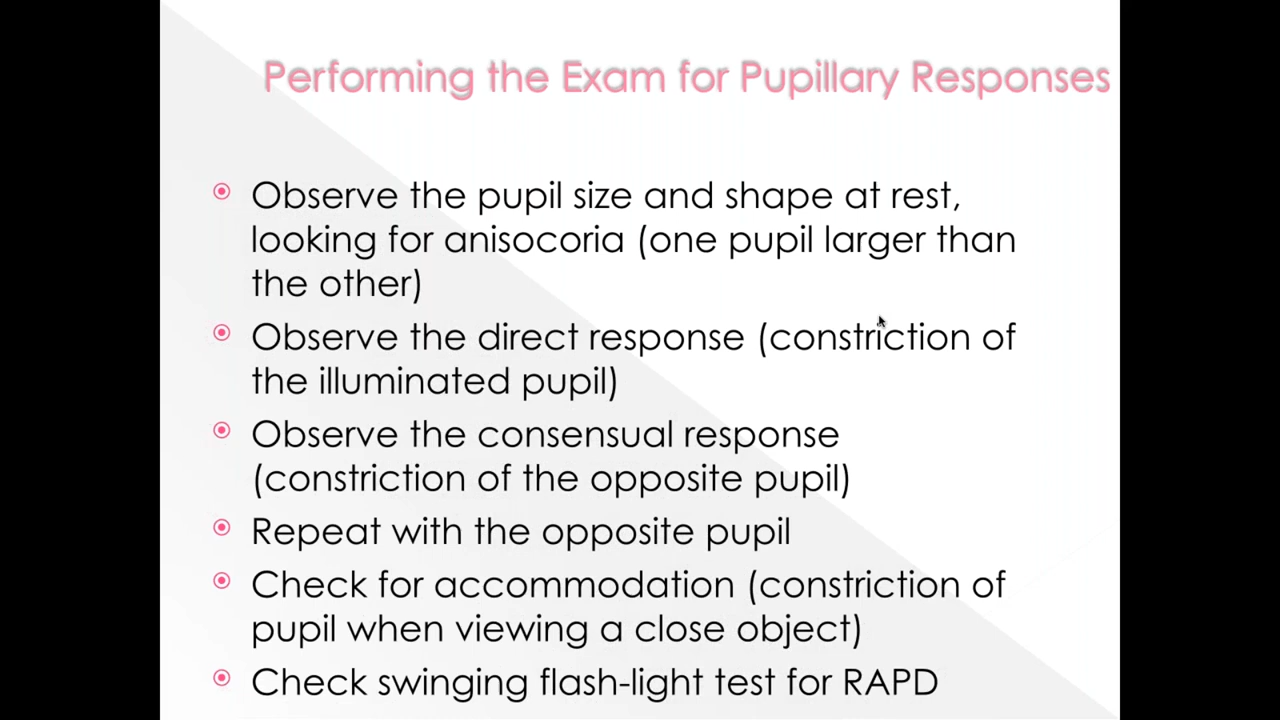 Performing the Exam for Pupillary Responses
Observe the pupil size and shape at rest,
looking for anisocoria (one pupil larger than
the other)
Observe the direct response (constriction of
the illuminated pupil)
Observe the consensual response
(constriction of the opposite pupil)
Repeat with the opposite pupil
Check for accommodation (constriction of
pupil when viewing a close object)
Check swinging flash-light test for RAPD